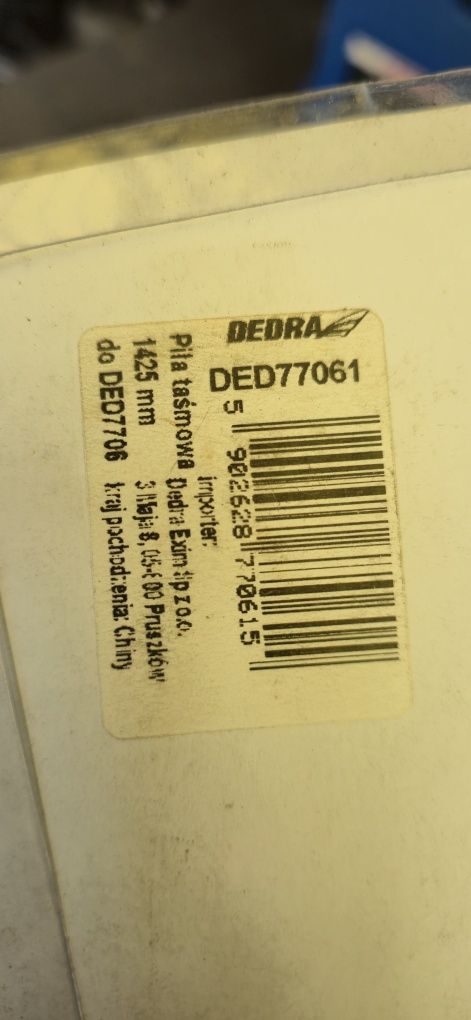 DEDRA
DED77061
5 902628 770615
Piła taśmowa
1425 mm
do DED7706
importer:
Dedra Exim Sp z o.o.
3 Maja 8, 05-800 Pruszków
kraj pochodzenia: Chiny